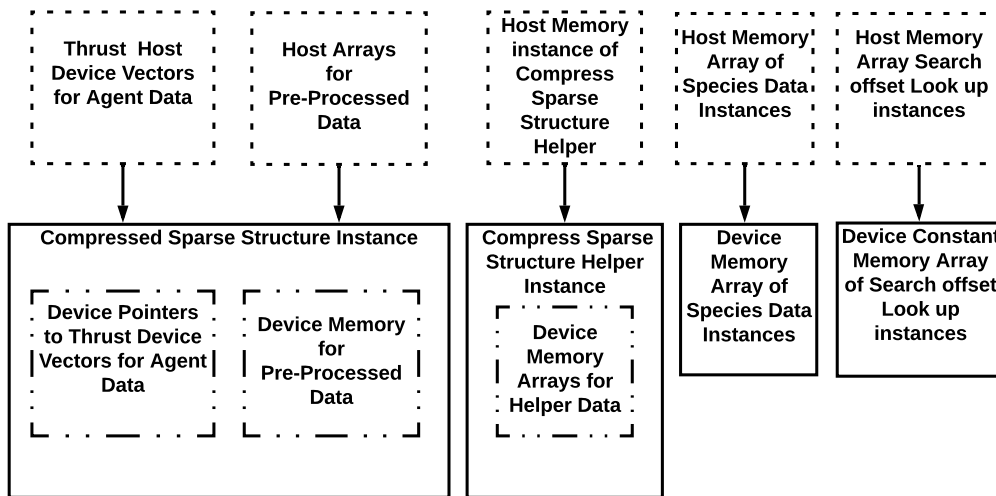 Thrust Host
Device Vectors
for Agent Data
Host Arrays
for
Pre-Processed
Data
Host Memory
instance of
Compress
Sparse
Structure
Helper
Host Memory
Array of
Species Data
Instances
Host Memory
Array Search
offset Look up
instances
Compressed Sparse Structure Instance
Device Pointers
to Thrust Device
Vectors for Agent
Data
Device Memory
for
Pre-Processed
Data
Compress Sparse
Structure Helper
Instance
Device
Memory
Arrays for
Helper Data
Device
Memory
Array of
Species Data
Instances
Device Constant
Memory Array
of Search offset
Look up
instances